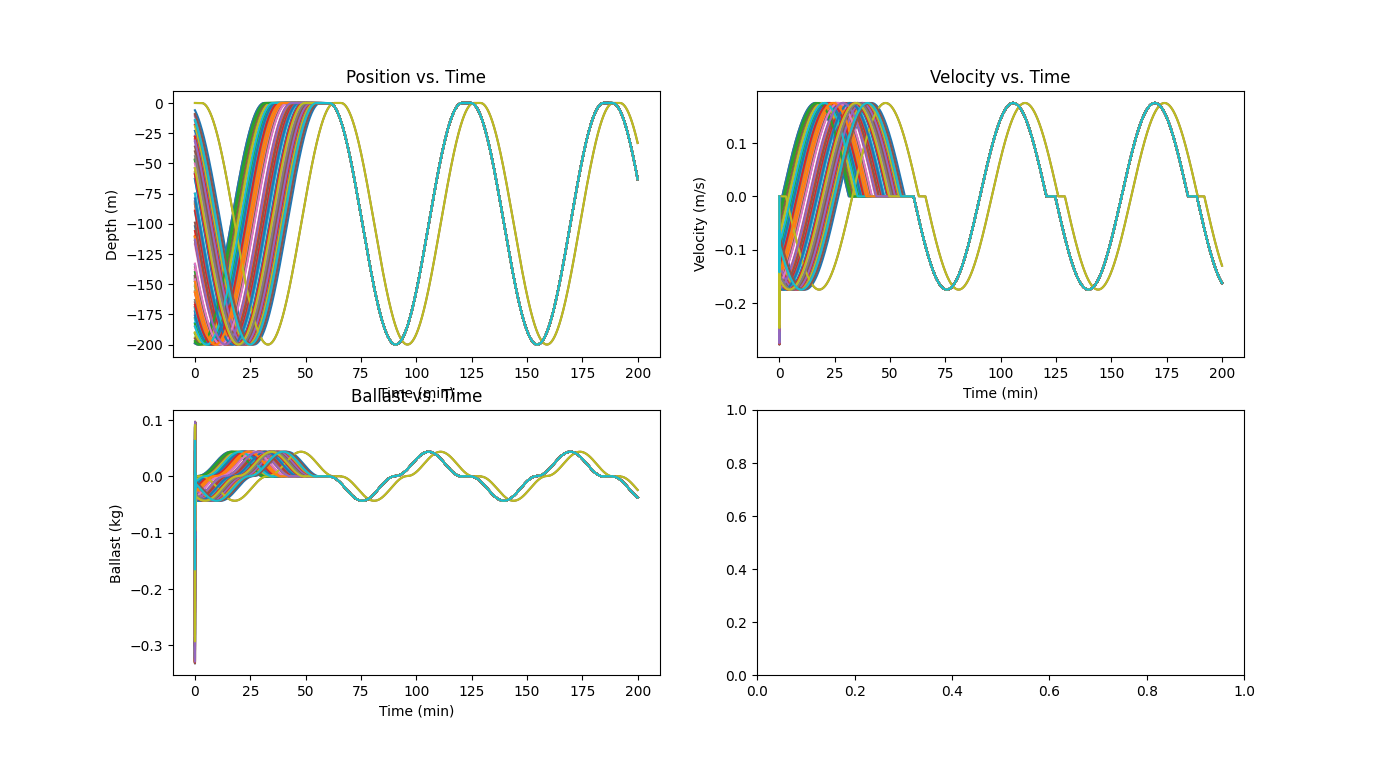 Position vs. Time
Depth (m)
0
−25
−50
−75
−100
−125
−150
−175
−200
0 25 50 75 100 125 150 175 200
Time (min)
Velocity vs. Time
Velocity (m/s)
0.1
0.0
−0.1
−0.2
0 25 50 75 100 125 150 175 200
Time (min)
Ballast vs. Time
Ballast (kg)
0.1
0.0
−0.1
−0.2
−0.3
0 25 50 75 100 125 150 175 200
Time (min)
1.0
0.8
0.6
0.4
0.2
0.0
0.0 0.2 0.4 0.6 0.8 1.0